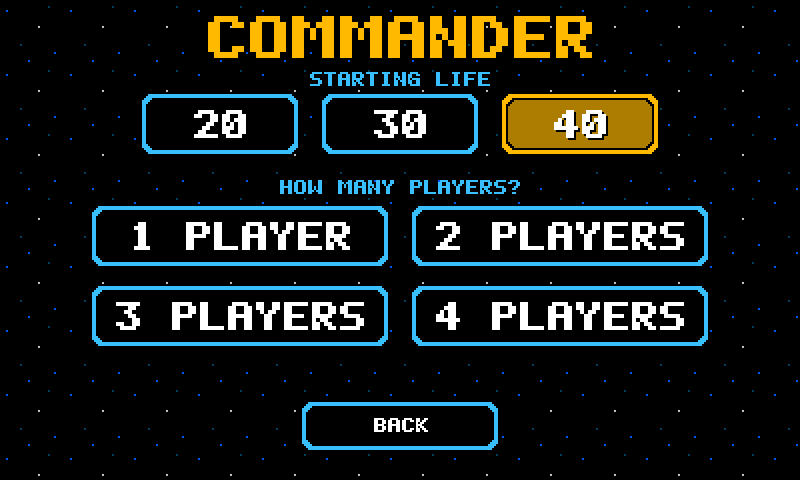 COMMANDER
STARTING LIFE
20 30 40
HOW MANY PLAYERS?
1 PLAYER 2 PLAYERS
3 PLAYERS 4 PLAYERS
BACK